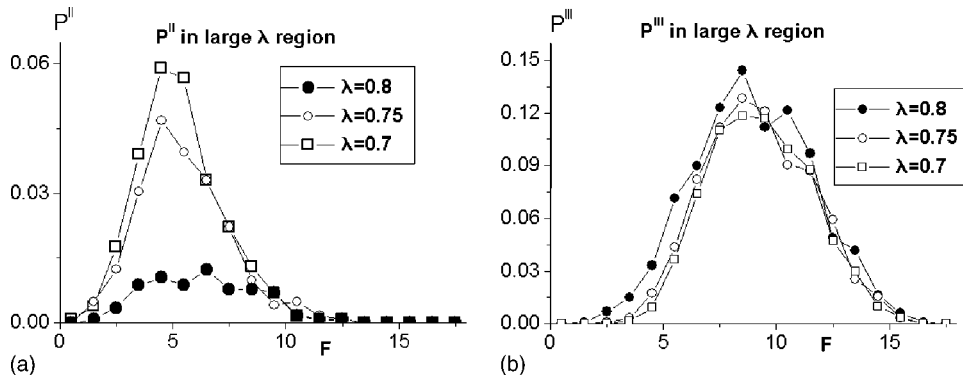 P^II
P^II in large λ region
0.06
0.03
0.00
λ=0.8
λ=0.75
λ=0.7
0
5
10
15
F
(a)
P^III
P^III in large λ region
0.15
0.12
0.09
0.06
0.03
0.00
λ=0.8
λ=0.75
λ=0.7
0
5
10
15
F
(b)